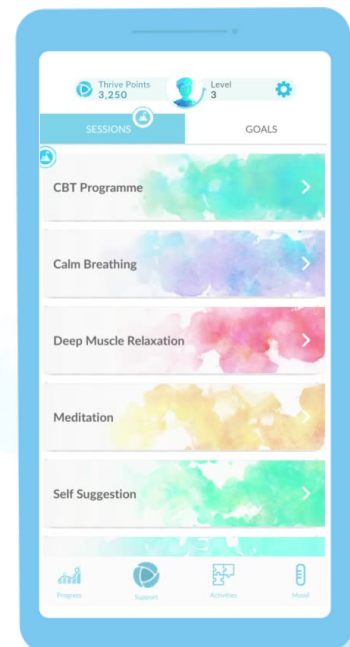 Thrive Points
3,250
Level
3
SESSIONS
GOALS
CBT Programme
Calm Breathing
Deep Muscle Relaxation
Meditation
Self Suggestion
Progress
Support
Activities
Mood